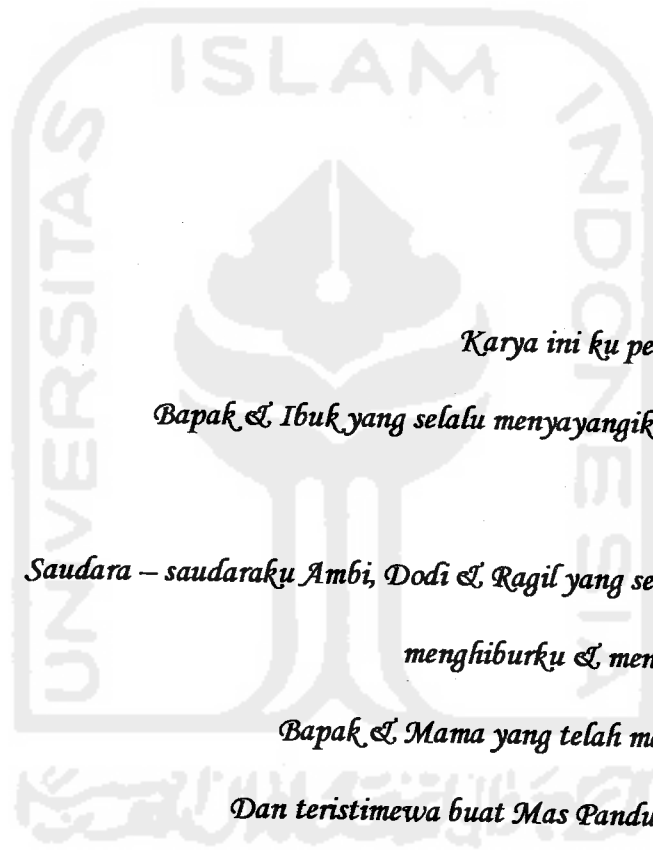 ISLAM
UNIVERSITAS
INDONESIA
Karya ini ku pe
Bapak & Ibuk yang selalu menyayangik
Saudara – saudaraku Ambi, Dodi & Ragil yang se
menghiburku & men
Bapak & Mama yang telah m
Dan teristimewa buat Mas Pandu